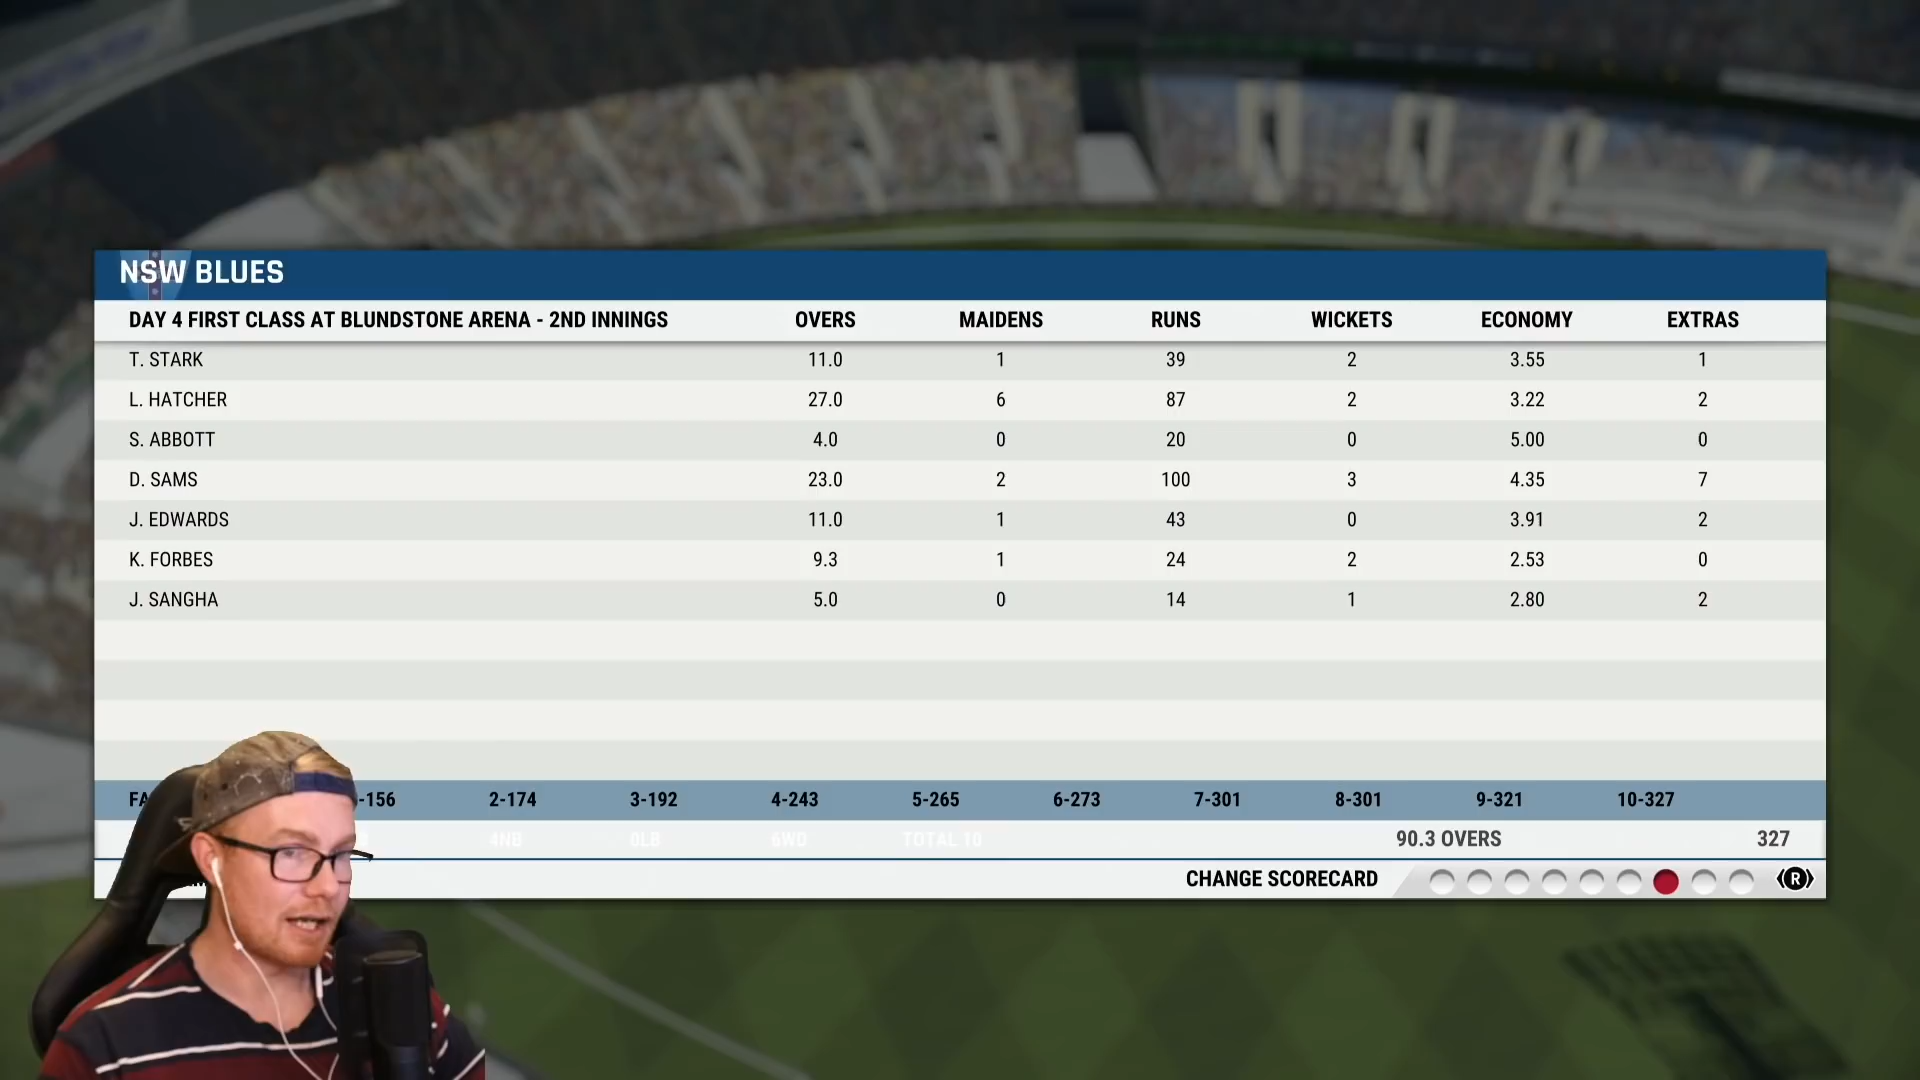 NSW BLUES
DAY 4 FIRST CLASS AT BLUNDSTONE ARENA - 2ND INNINGS OVERS MAIDENS RUNS WICKETS ECONOMY EXTRAS
T. STARK 11.0 1 39 2 3.55 1
L. HATCHER 27.0 6 87 2 3.22 2
S. ABBOTT 4.0 0 20 0 5.00 0
D. SAMS 23.0 2 100 3 4.35 7
J. EDWARDS 11.0 1 43 0 3.91 2
K. FORBES 9.3 1 24 2 2.53 0
J. SANGHA 5.0 0 14 1 2.80 2
-156 2-174 3-192 4-243 5-265 6-273 7-301 8-301 9-321 10-327
4NB 0LB 6WD TOTAL 10 90.3 OVERS 327
CHANGE SCORECARD R